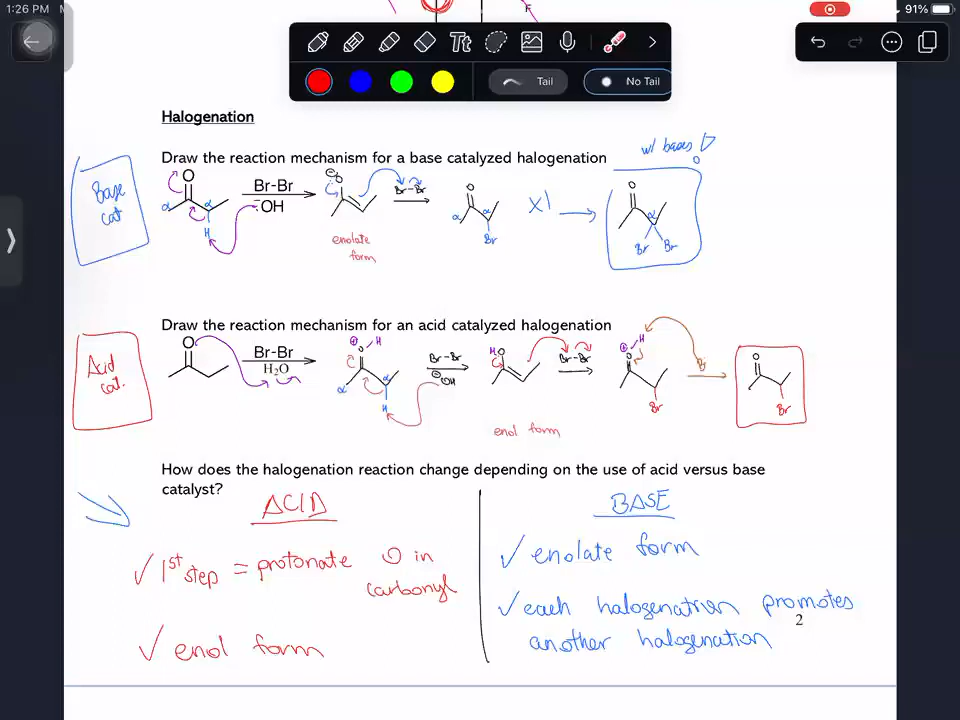 1:26 PM
91%
F
Tt
Tail
No Tail
Halogenation
w/ bases
Draw the reaction mechanism for a base catalyzed halogenation
Base
cat
O
α
α
H
Br-Br
:OH
O
Br-Br
enolate
form
O
α
α
Br
x1
O
α
Br
Br
Draw the reaction mechanism for an acid catalyzed halogenation
Acid
cat.
O
Br-Br
H₂O
H
O
α
α
H
Br-Br
OH
HO
Br-Br
enol form
H
O
Br
O
Br
How does the halogenation reaction change depending on the use of acid versus base
catalyst?
ACID
✓ 1st step = protonate O in
carbonyl
✓ enol form
BASE
✓ enolate form
✓ each halogenation promotes
another halogenation
2